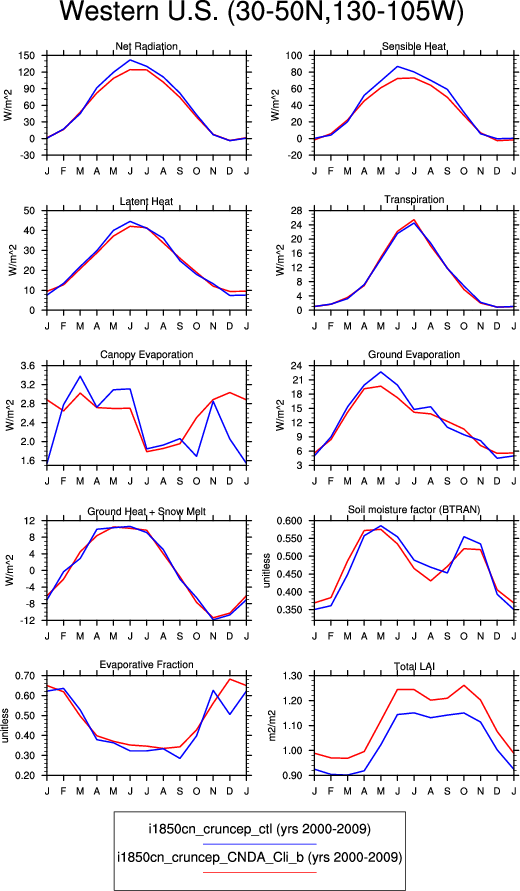 Western U.S. (30-50N,130-105W)
Net Radiation
W/m^2
150
120
90
60
30
0
-30
J F M A M J J A S O N D J
Sensible Heat
W/m^2
100
80
60
40
20
0
-20
J F M A M J J A S O N D J
Latent Heat
W/m^2
50
40
30
20
10
0
J F M A M J J A S O N D J
Transpiration
W/m^2
28
24
20
16
12
8
4
0
J F M A M J J A S O N D J
Canopy Evaporation
W/m^2
3.6
3.2
2.8
2.4
2.0
1.6
J F M A M J J A S O N D J
Ground Evaporation
W/m^2
24
21
18
15
12
9
6
3
J F M A M J J A S O N D J
Ground Heat + Snow Melt
W/m^2
12
8
4
0
-4
-8
-12
J F M A M J J A S O N D J
Soil moisture factor (BTRAN)
unitless
0.600
0.550
0.500
0.450
0.400
0.350
J F M A M J J A S O N D J
Evaporative Fraction
unitless
0.70
0.60
0.50
0.40
0.30
0.20
J F M A M J J A S O N D J
Total LAI
m2/m2
1.30
1.20
1.10
1.00
0.90
J F M A M J J A S O N D J
i1850cn_cruncep_ctl (yrs 2000-2009)
i1850cn_cruncep_CNDA_Cli_b (yrs 2000-2009)